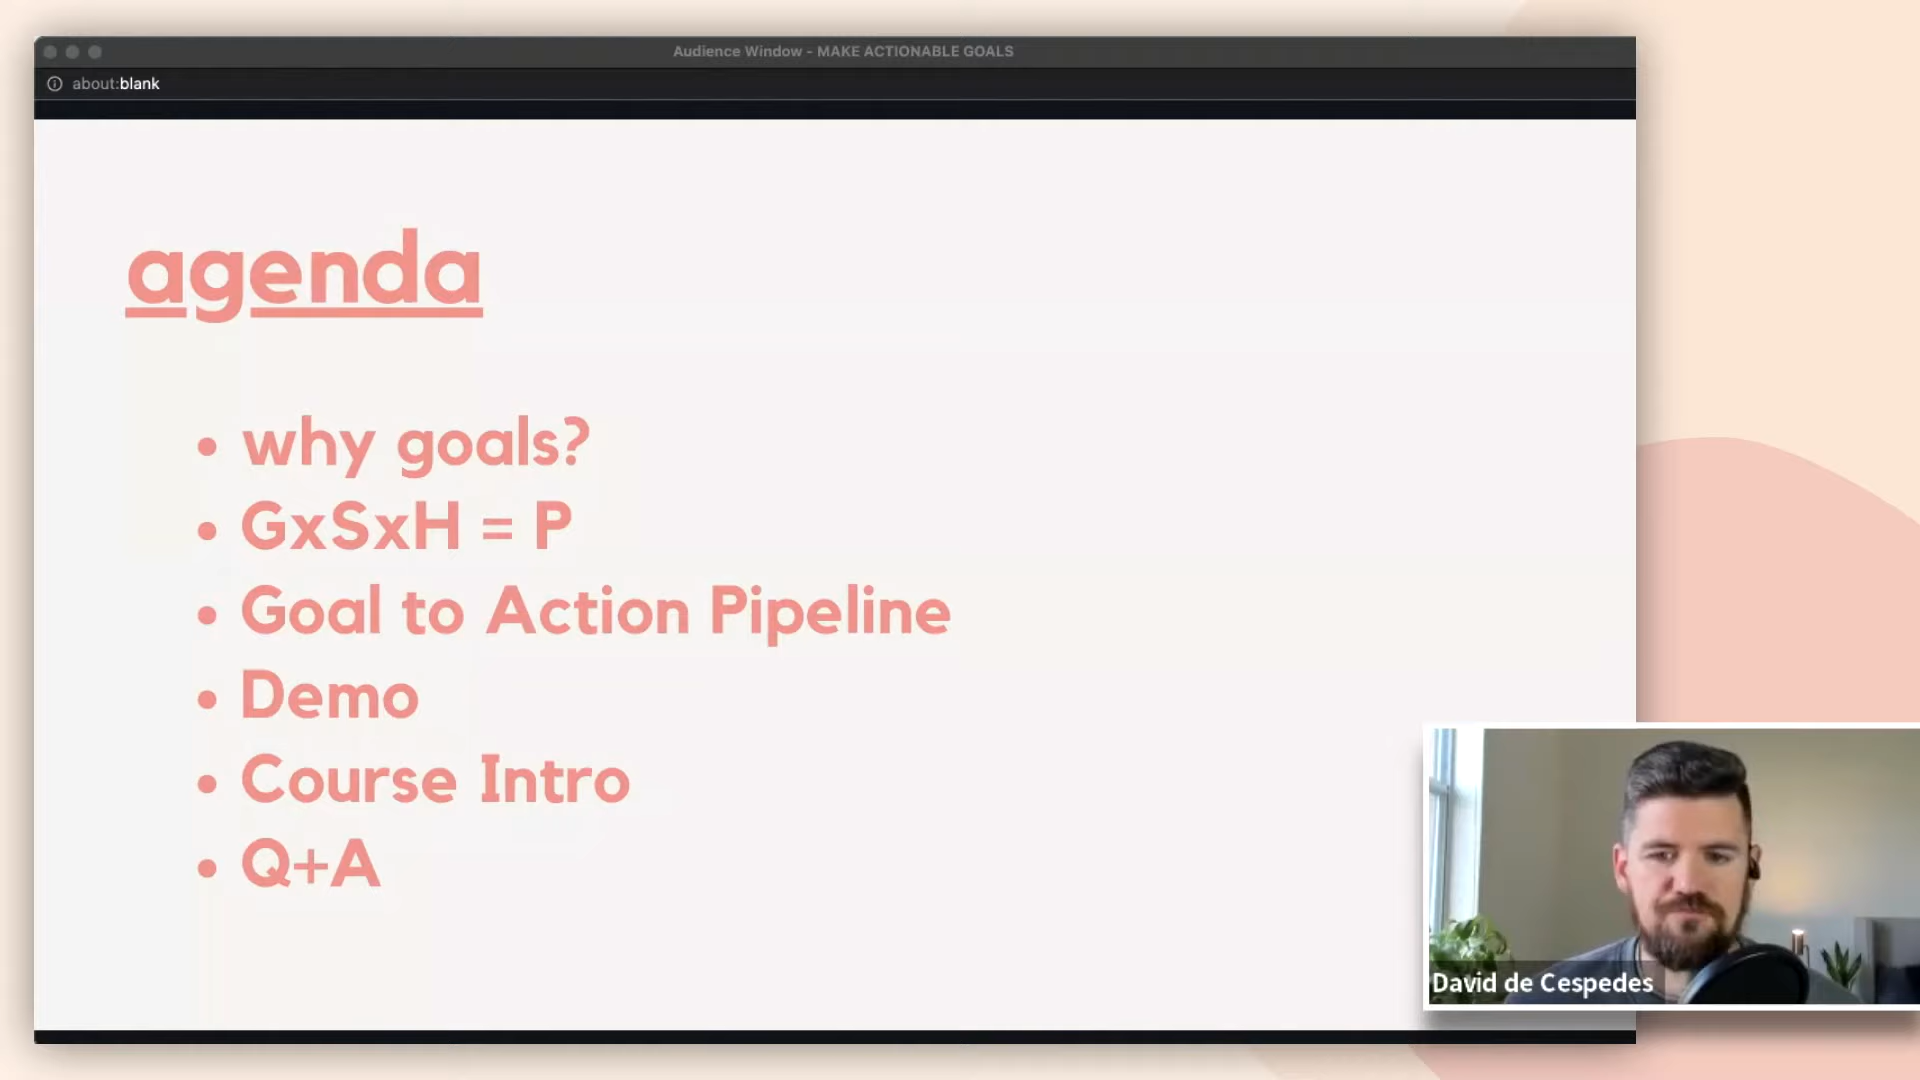 Audience Window - MAKE ACTIONABLE GOALS
about:blank
agenda
• why goals?
• GxSxH = P
• Goal to Action Pipeline
• Demo
• Course Intro
• Q+A
David de Cespedes